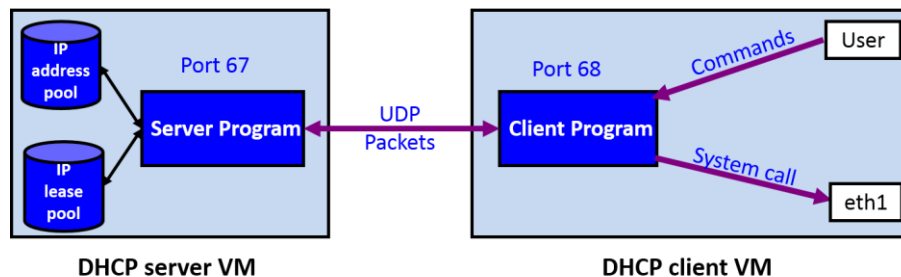 IP
address
pool
Port 67
Server Program
IP
lease
pool
DHCP server VM
UDP
Packets
Port 68
Client Program
Commands
User
System call
eth1
DHCP client VM